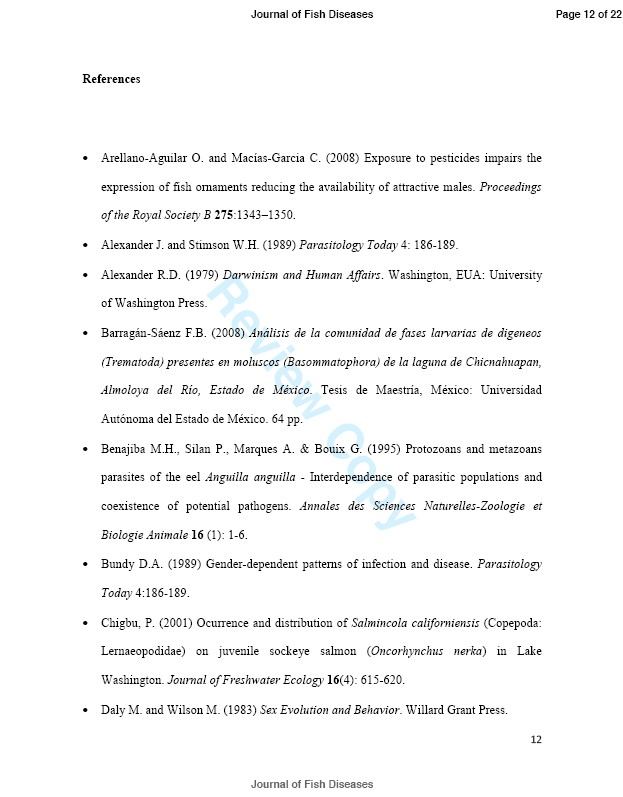 Journal of Fish Diseases
Page 12 of 22
References
• Arellano-Aguilar O. and Macías-Garcia C. (2008) Exposure to pesticides impairs the
expression of fish ornaments reducing the availability of attractive males. Proceedings
of the Royal Society B 275:1343–1350.
• Alexander J. and Stimson W.H. (1989) Parasitology Today 4: 186-189.
• Alexander R.D. (1979) Darwinism and Human Affairs. Washington, EUA: University
of Washington Press.
• Barragán-Sáenz F.B. (2008) Análisis de la comunidad de fases larvarias de digeneos
(Trematoda) presentes en moluscos (Basommatophora) de la laguna de Chicnahuapan,
Almoloya del Río, Estado de México. Tesis de Maestría, México: Universidad
Autónoma del Estado de México. 64 pp.
• Benajiba M.H., Silan P., Marques A. & Bouix G. (1995) Protozoans and metazoans
parasites of the eel Anguilla anguilla - Interdependence of parasitic populations and
coexistence of potential pathogens. Annales des Sciences Naturelles-Zoologie et
Biologie Animale 16 (1): 1-6.
• Bundy D.A. (1989) Gender-dependent patterns of infection and disease. Parasitology
Today 4:186-189.
• Chigbu, P. (2001) Ocurrence and distribution of Salmincola californiensis (Copepoda:
Lernaeopodidae) on juvenile sockeye salmon (Oncorhynchus nerka) in Lake
Washington. Journal of Freshwater Ecology 16(4): 615-620.
• Daly M. and Wilson M. (1983) Sex Evolution and Behavior. Willard Grant Press.
12
Journal of Fish Diseases
Review Copy